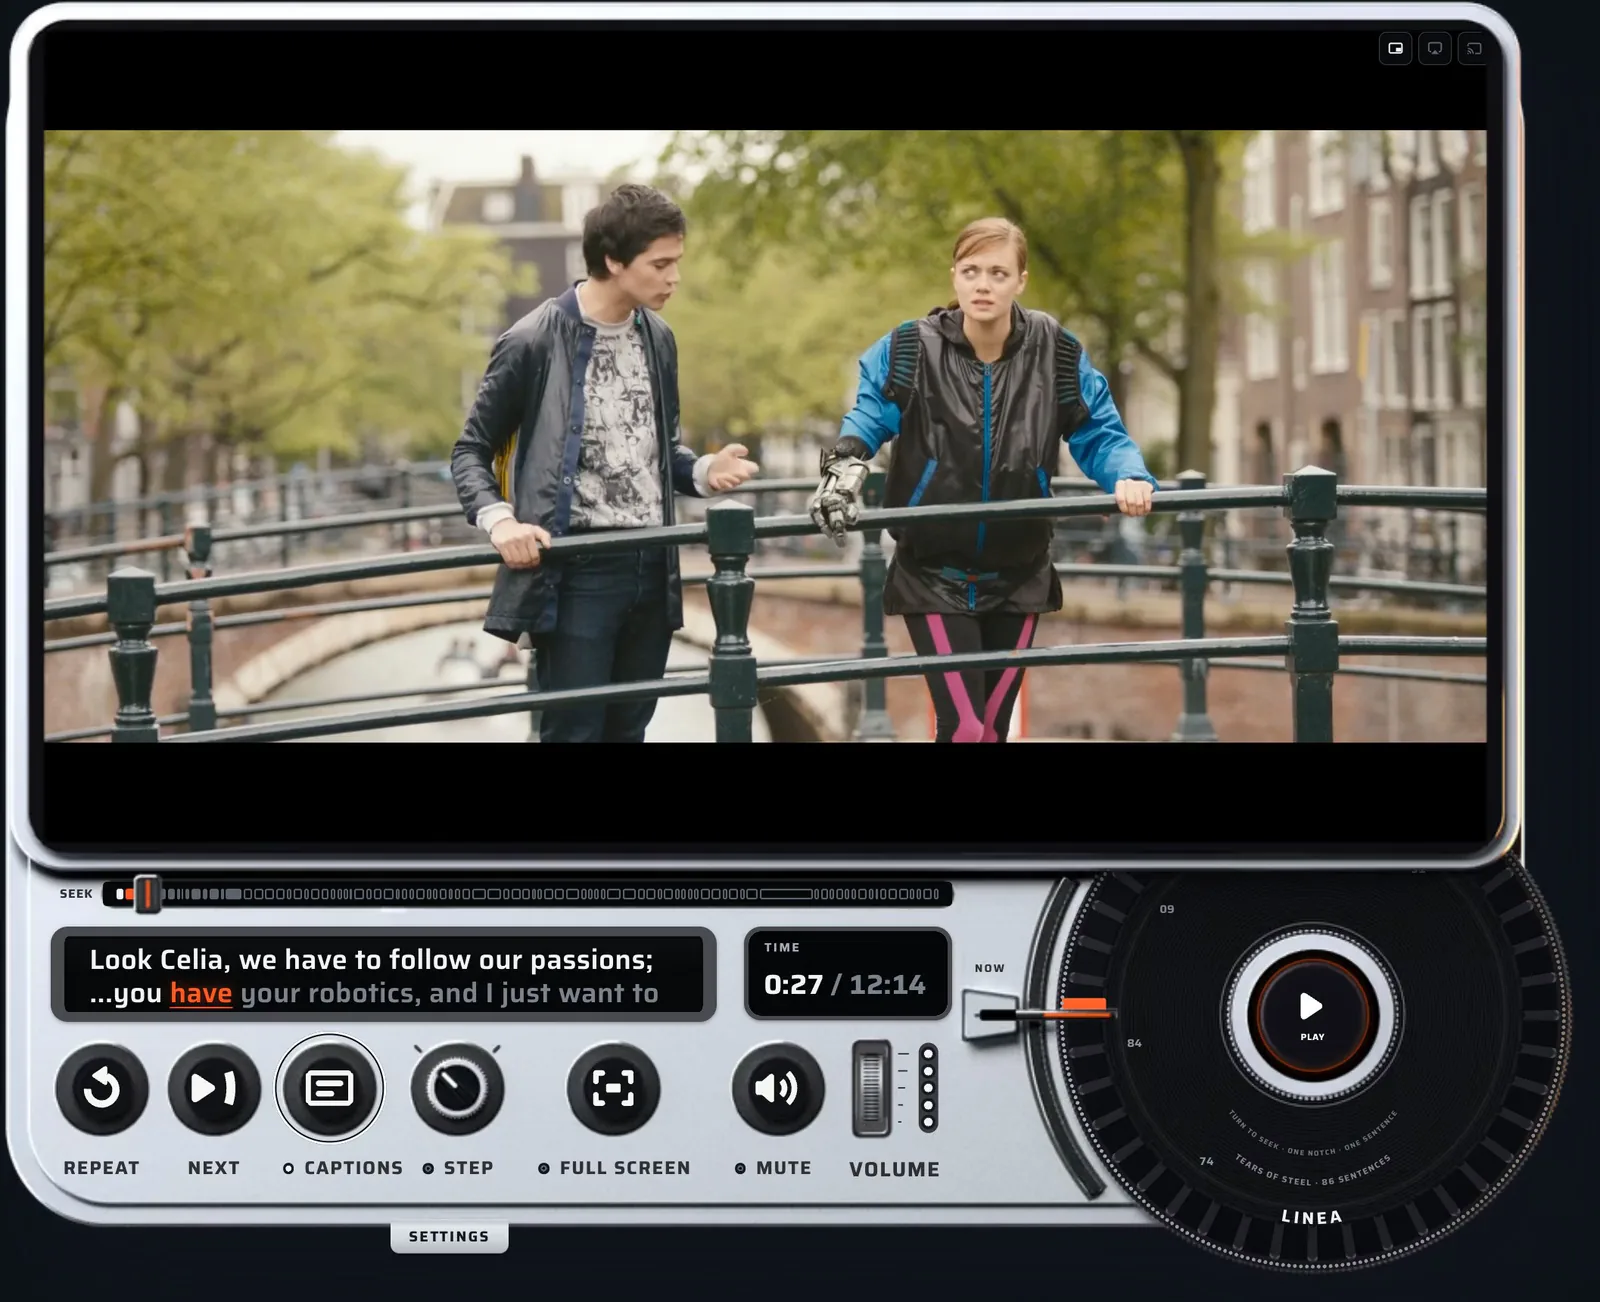 SEEK
Look Celia, we have to follow our passions;
...you have your robotics, and I just want to
TIME
0:27 / 12:14
NOW
09
84
74
PLAY
TURN TO SEEK · ONE NOTCH · ONE SENTENCE
TEARS OF STEEL · 86 SENTENCES
LINEA
REPEAT
NEXT
CAPTIONS
STEP
FULL SCREEN
MUTE
VOLUME
SETTINGS